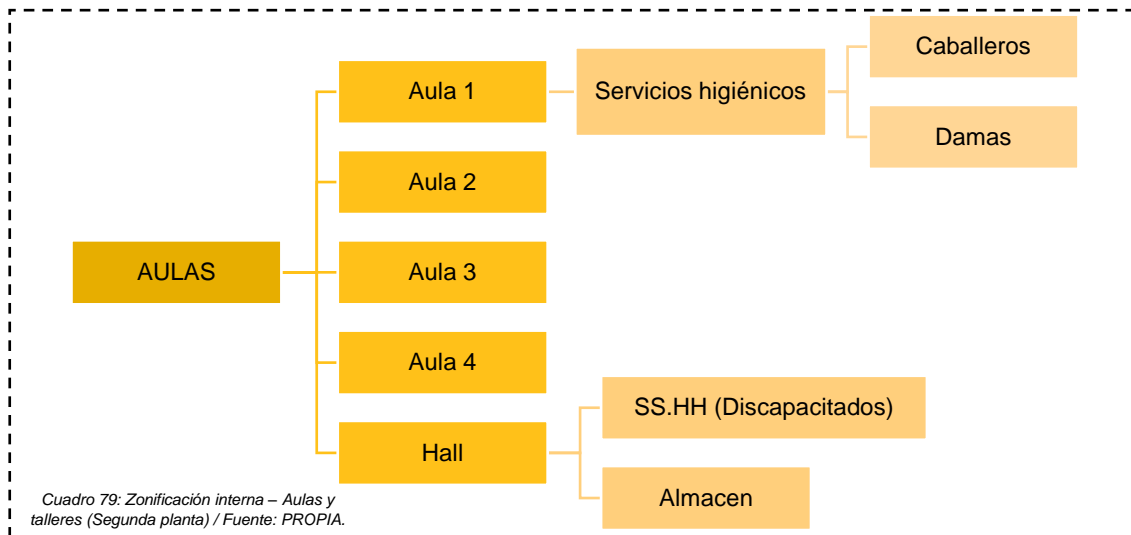 AULAS
Aula 1
Servicios higiénicos
Caballeros
Damas
Aula 2
Aula 3
Aula 4
Hall
SS.HH (Discapacitados)
Almacen
Cuadro 79: Zonificación interna – Aulas y
talleres (Segunda planta) / Fuente: PROPIA.